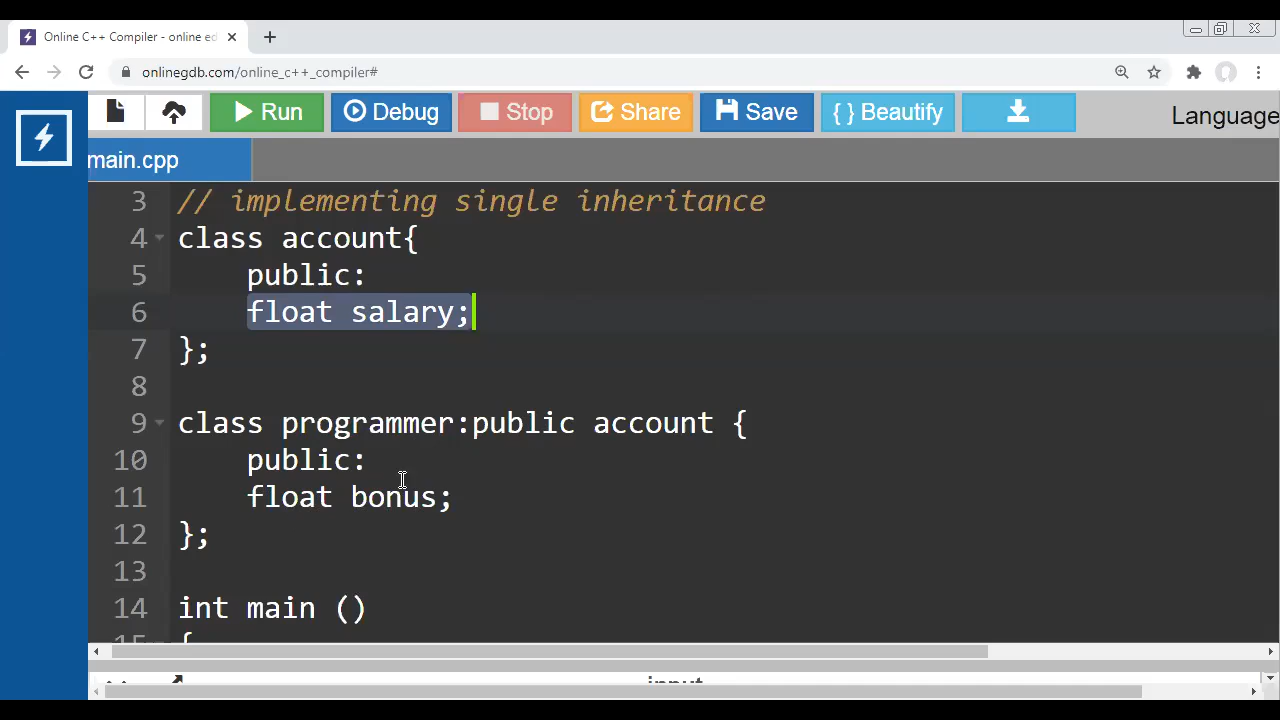 Online C++ Compiler - online ed
onlinegdb.com/online_c++_compiler#
Run Debug Stop Share Save { } Beautify Language
main.cpp
3 // implementing single inheritance
4 class account{
5 public:
6 float salary;
7 };
8
9 class programmer:public account {
10 public:
11 float bonus;
12 };
13
14 int main ()
15 {
input